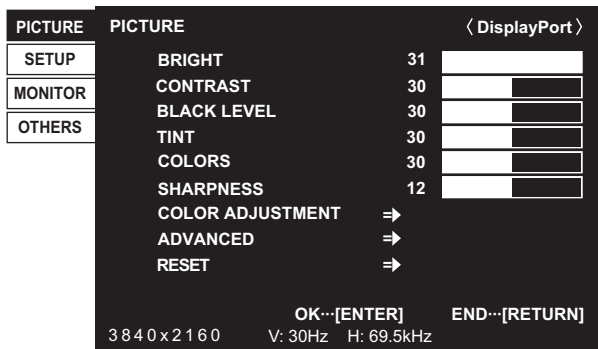 PICTURE
SETUP
MONITOR
OTHERS
PICTURE 〈DisplayPort〉
BRIGHT 31
CONTRAST 30
BLACK LEVEL 30
TINT 30
COLORS 30
SHARPNESS 12
COLOR ADJUSTMENT
ADVANCED
RESET
OK···[ENTER] END···[RETURN]
3840x2160 V: 30Hz H: 69.5kHz